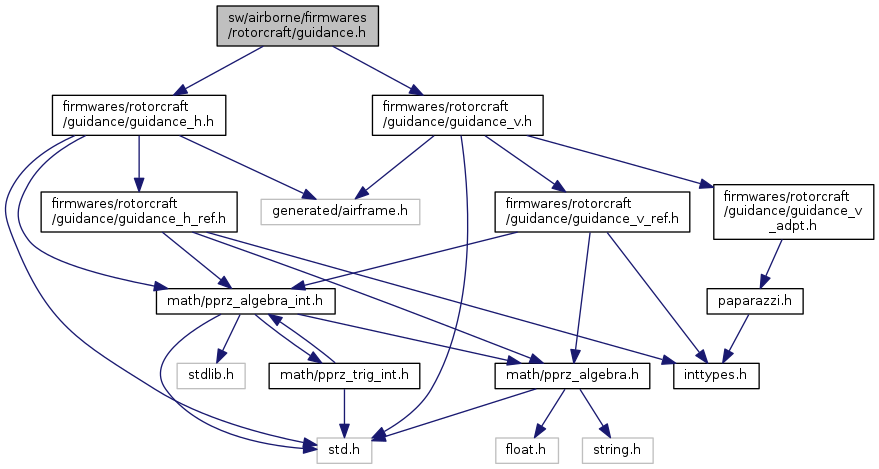 sw/airborne/firmwares
/rotorcraft/guidance.h
firmwares/rotorcraft
/guidance/guidance_h.h
firmwares/rotorcraft
/guidance/guidance_v.h
firmwares/rotorcraft
/guidance/guidance_h_ref.h
generated/airframe.h
firmwares/rotorcraft
/guidance/guidance_v_ref.h
firmwares/rotorcraft
/guidance/guidance_v
_adpt.h
math/pprz_algebra_int.h
paparazzi.h
stdlib.h
math/pprz_trig_int.h
math/pprz_algebra.h
inttypes.h
std.h
float.h
string.h